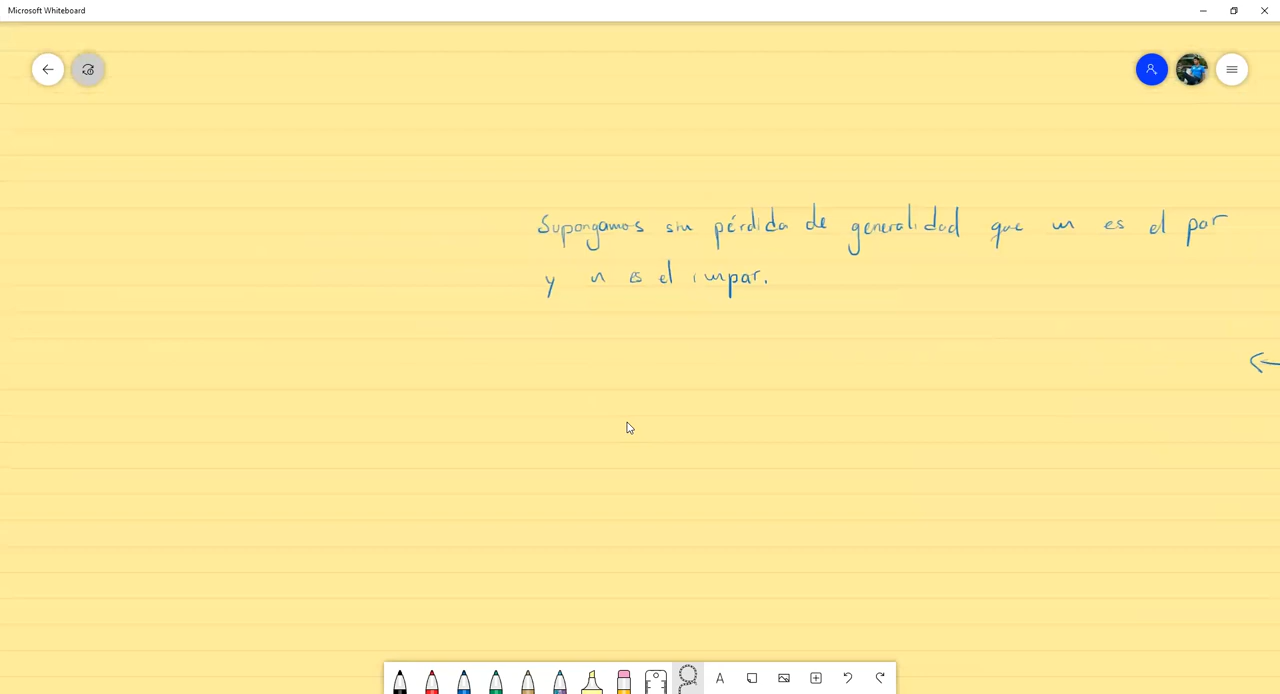 Microsoft Whiteboard
Supongamos sin pérdida de generalidad que m es el par
y n es el impar.
A